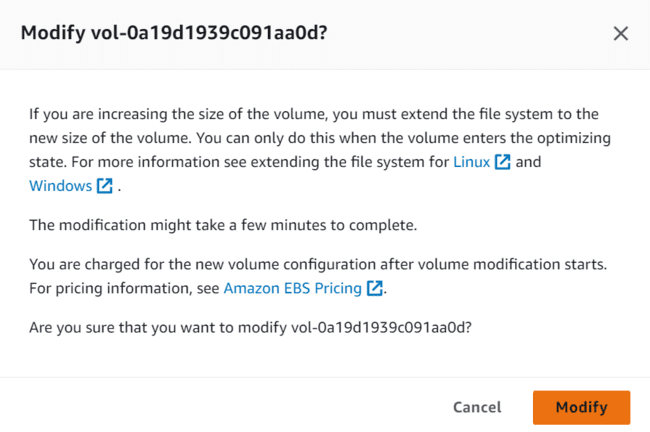 Modify vol-0a19d1939c091aa0d?
If you are increasing the size of the volume, you must extend the file system to the
new size of the volume. You can only do this when the volume enters the optimizing
state. For more information see extending the file system for Linux and
Windows .
The modification might take a few minutes to complete.
You are charged for the new volume configuration after volume modification starts.
For pricing information, see Amazon EBS Pricing .
Are you sure that you want to modify vol-0a19d1939c091aa0d?
Cancel Modify